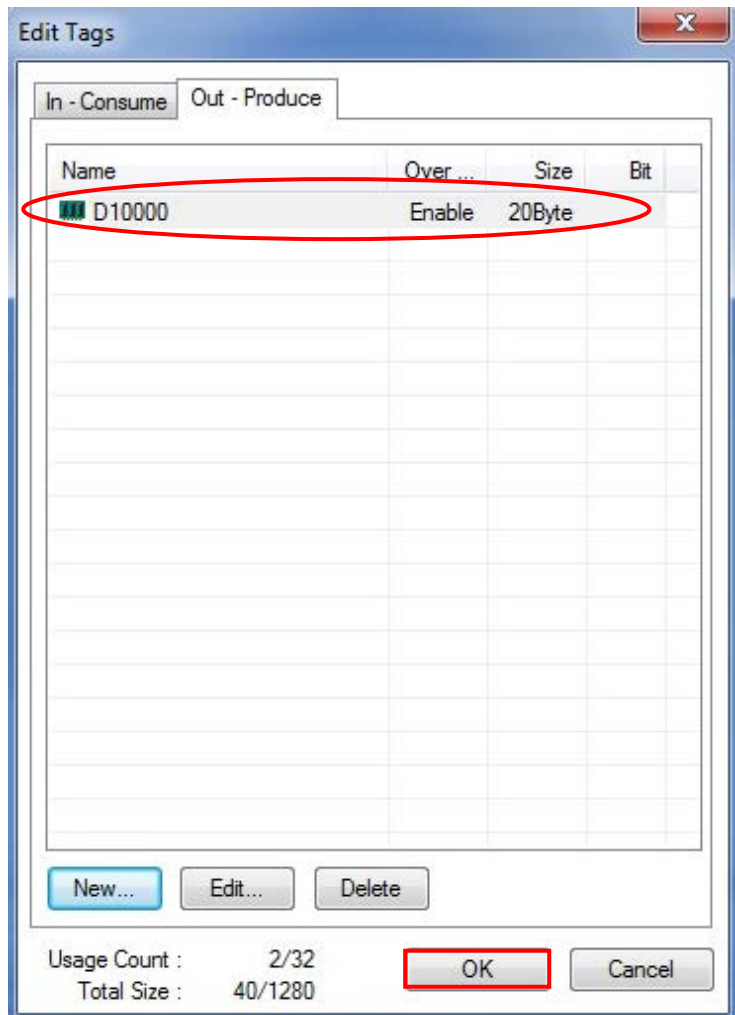 Edit Tags
In - Consume Out - Produce
Name Over ... Size Bit
D10000 Enable 20Byte
New... Edit... Delete
Usage Count : 2/32
OK Cancel
Total Size : 40/1280